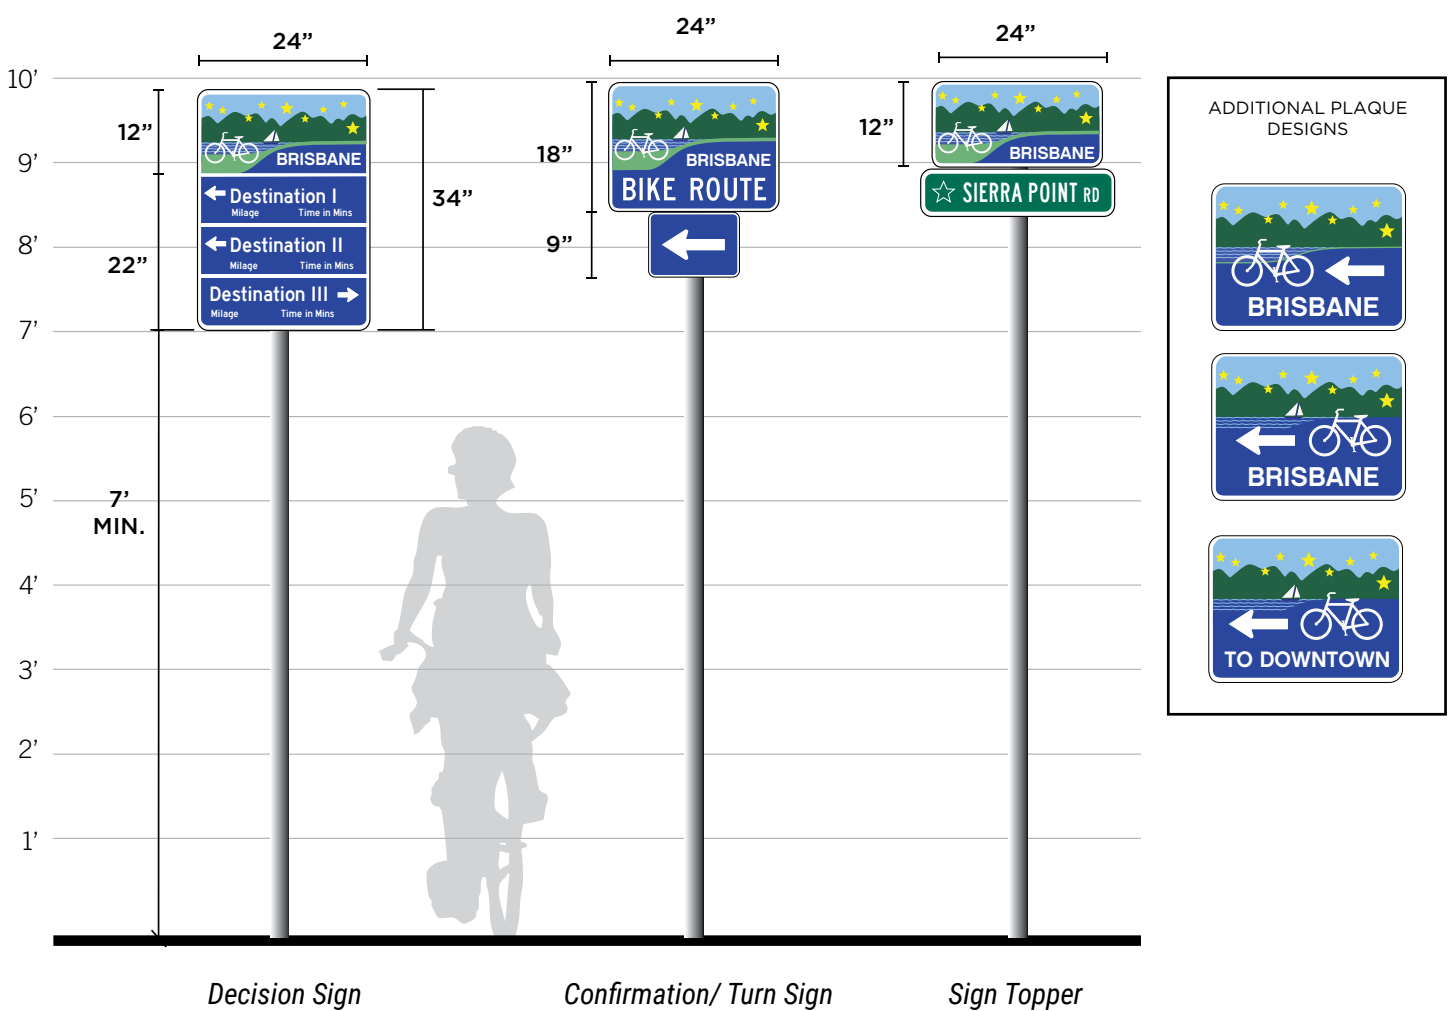 24”
24”
24”
10’
9’
8’
7’
6’
5’
4’
3’
2’
1’
12”
22”
34”
7’
MIN.
BRISBANE
Destination I
Milage Time in Mins
Destination II
Milage Time in Mins
Destination III
Milage Time in Mins
18”
9”
BRISBANE
BIKE ROUTE
12”
BRISBANE
SIERRA POINT RD
Decision Sign
Confirmation/ Turn Sign
Sign Topper
ADDITIONAL PLAQUE
DESIGNS
BRISBANE
BRISBANE
TO DOWNTOWN